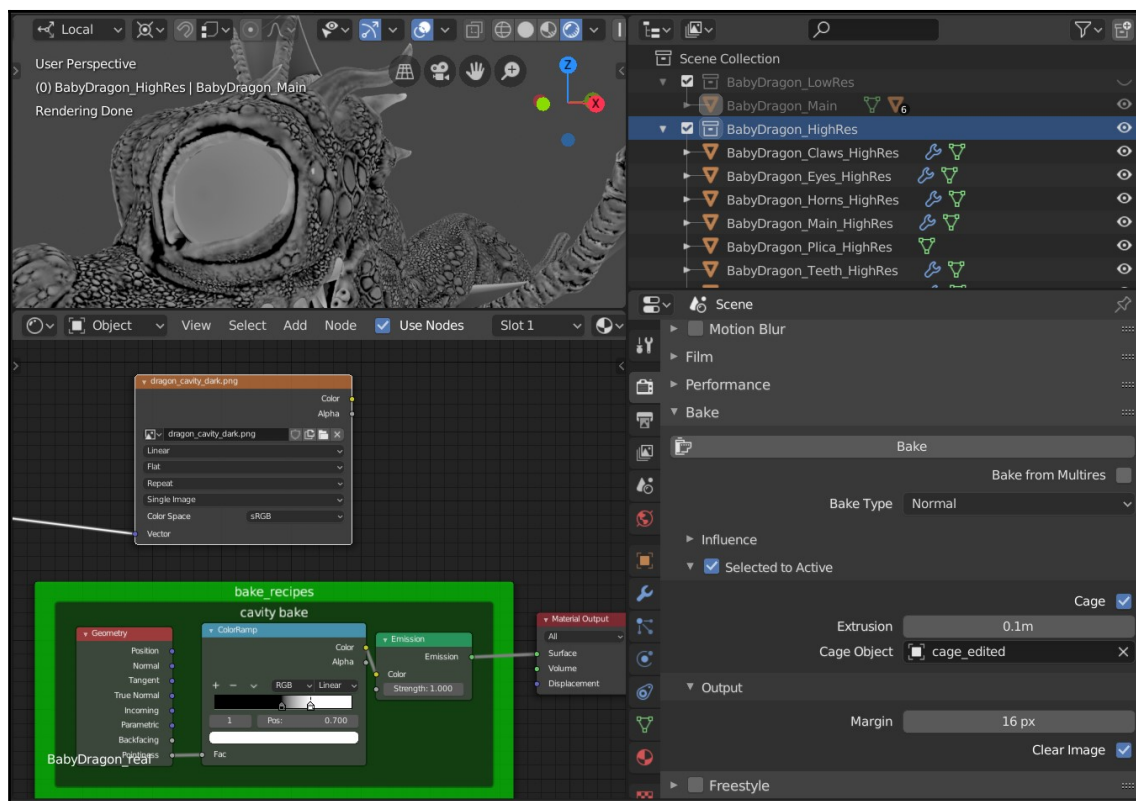 Local
User Perspective
(0) BabyDragon_HighRes | BabyDragon_Main
Rendering Done
Z
X
Scene Collection
BabyDragon_LowRes
BabyDragon_Main
6
BabyDragon_HighRes
BabyDragon_Claws_HighRes
BabyDragon_Eyes_HighRes
BabyDragon_Horns_HighRes
BabyDragon_Main_HighRes
BabyDragon_Plica_HighRes
BabyDragon_Teeth_HighRes
Object View Select Add Node Use Nodes Slot 1
dragon_cavity_dark.png
Color
Alpha
dragon_cavity_dark.png
Linear
Flat
Repeat
Single Image
Color Space sRGB
Vector
bake_recipes
cavity bake
Geometry
Position
Normal
Tangent
True Normal
Incoming
Parametric
Backfacing
Pointiness
BabyDragon_real
ColorRamp
Color
Alpha
RGB Linear
1 Pos: 0.700
Fac
Emission
Emission
Color
Strength: 1.000
Material Output
All
Surface
Volume
Displacement
Scene
Motion Blur
Film
Performance
Bake
Bake
Bake from Multires
Bake Type Normal
Influence
Selected to Active
Cage
Extrusion 0.1m
Cage Object cage_edited
Output
Margin 16 px
Clear Image
Freestyle